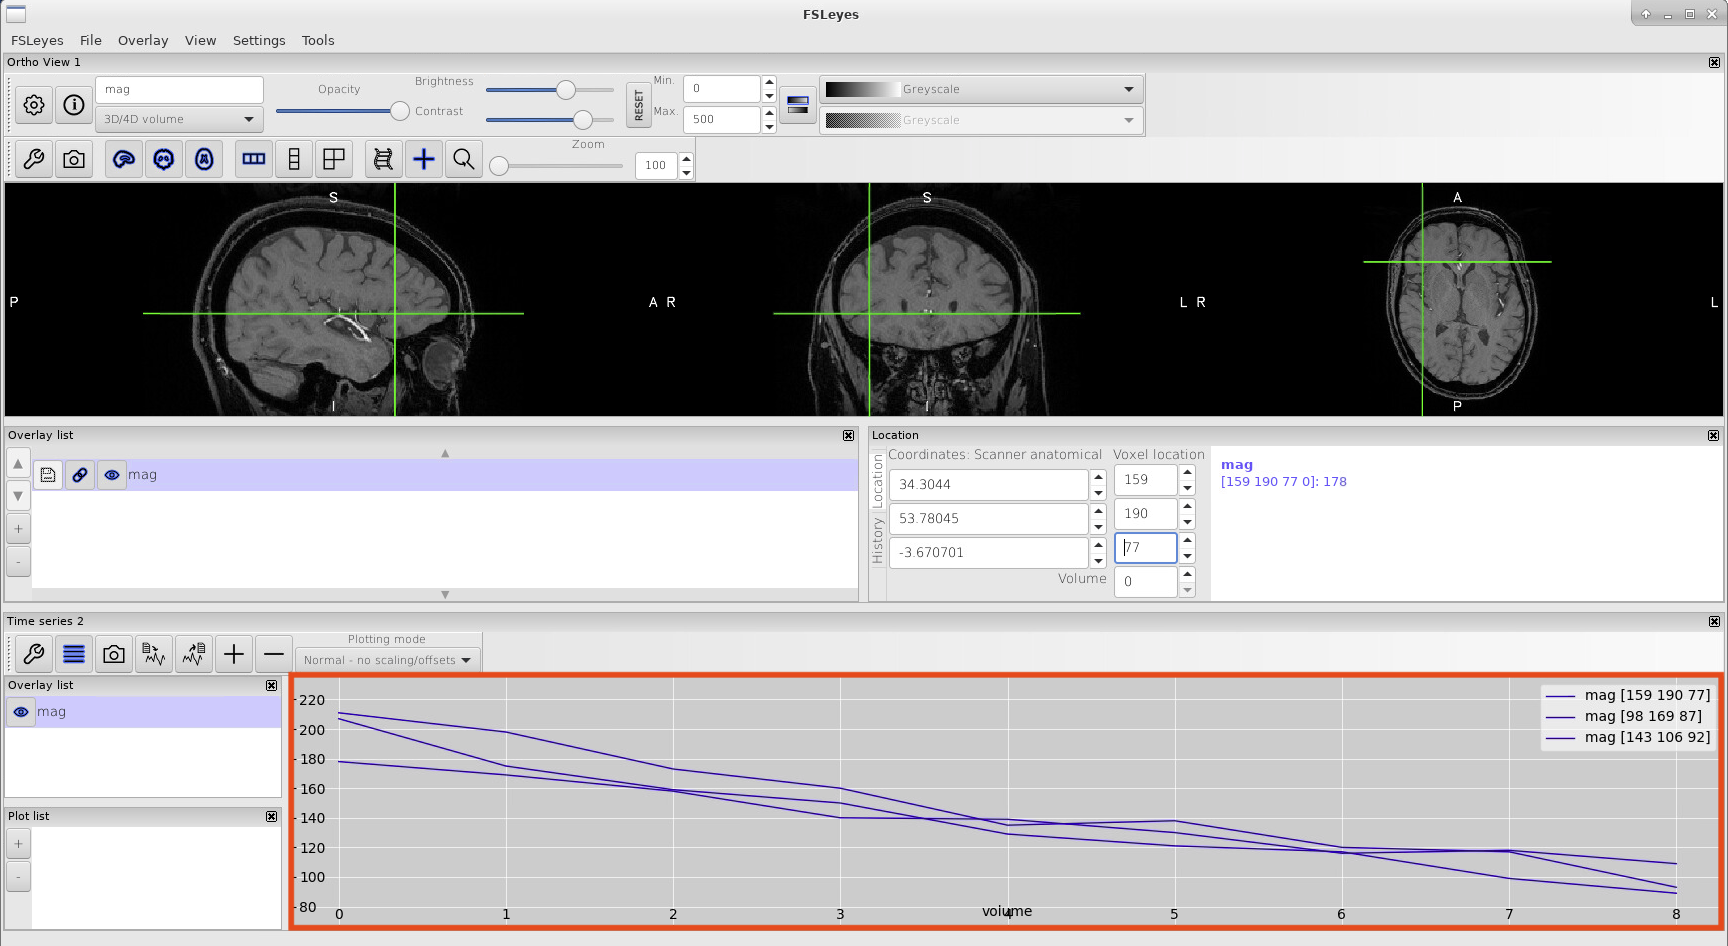 FSLeyes
FSLeyes File Overlay View Settings Tools
Ortho View 1
mag
3D/4D volume
Opacity
Brightness
Contrast
RESET
Min. 0
Max. 500
Greyscale
Greyscale
Zoom
100
S
P
A
I
S
R
L
I
A
R
L
P
Overlay list
mag
Location
Location
History
Coordinates: Scanner anatomical
34.3044
53.78045
-3.670701
Voxel location
159
190
77
Volume 0
mag
[159 190 77 0]: 178
Time series 2
Plotting mode
Normal - no scaling/offsets
Overlay list
mag
Plot list
220
200
180
160
140
120
100
80
0 1 2 3 4 5 6 7 8
volume
mag [159 190 77]
mag [98 169 87]
mag [143 106 92]